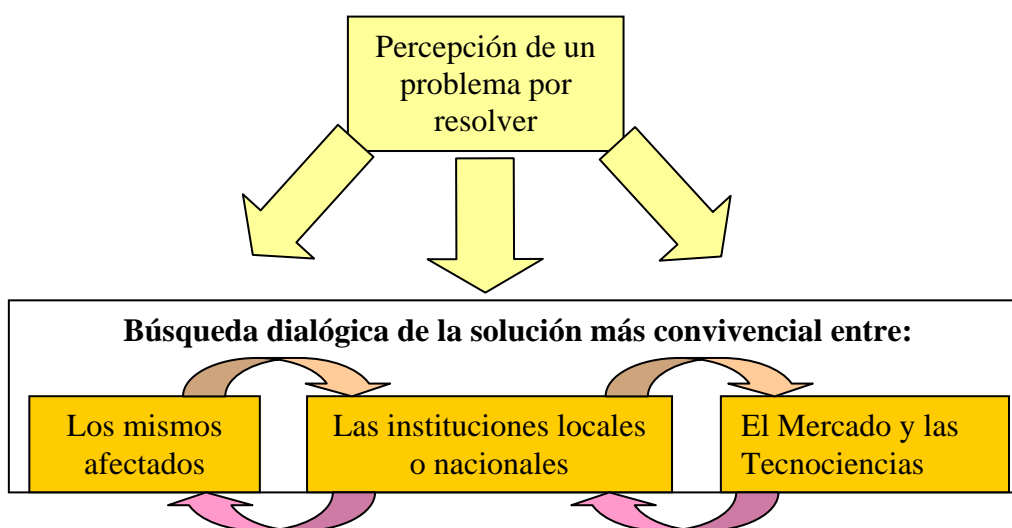 Percepción de un
problema por
resolver
Búsqueda dialógica de la solución más convivencial entre:
Los mismos
afectados
Las instituciones locales
o nacionales
El Mercado y las
Tecnociencias